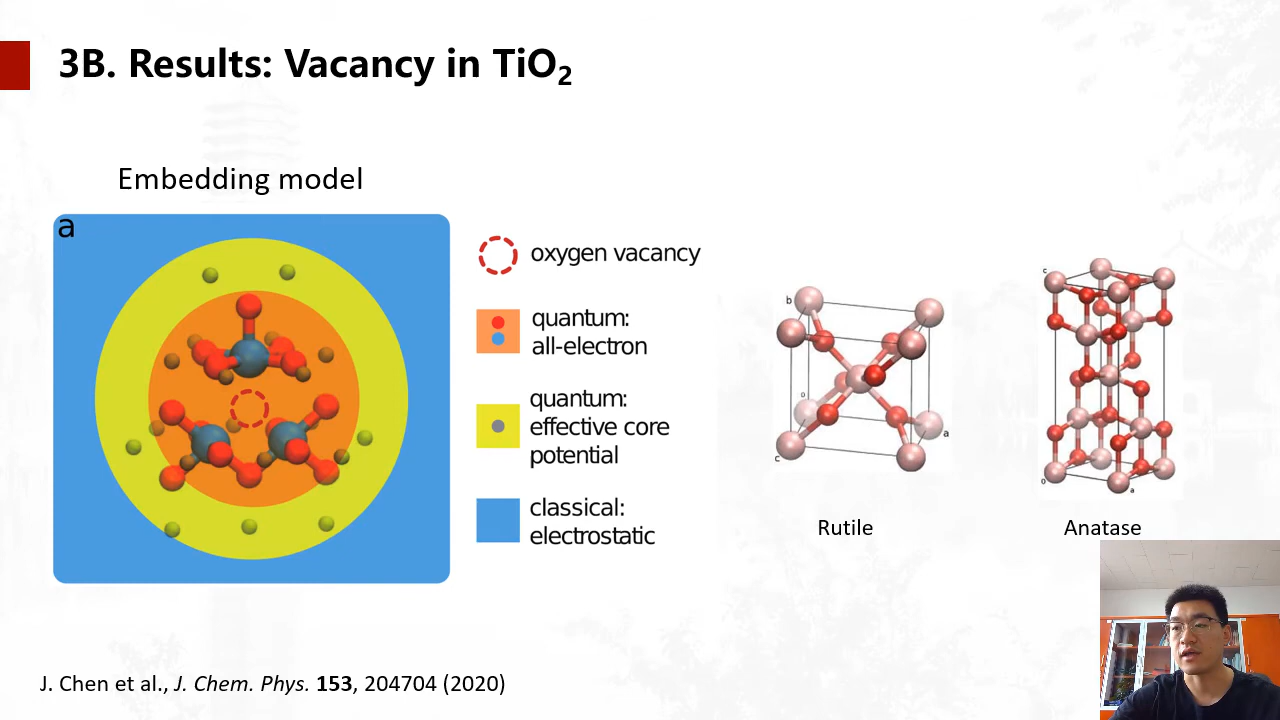 3B. Results: Vacancy in TiO₂
Embedding model
a
oxygen vacancy
quantum:
all-electron
quantum:
effective core
potential
classical:
electrostatic
b
o
a
c
Rutile
c
o
a
Anatase
J. Chen et al., J. Chem. Phys. 153, 204704 (2020)